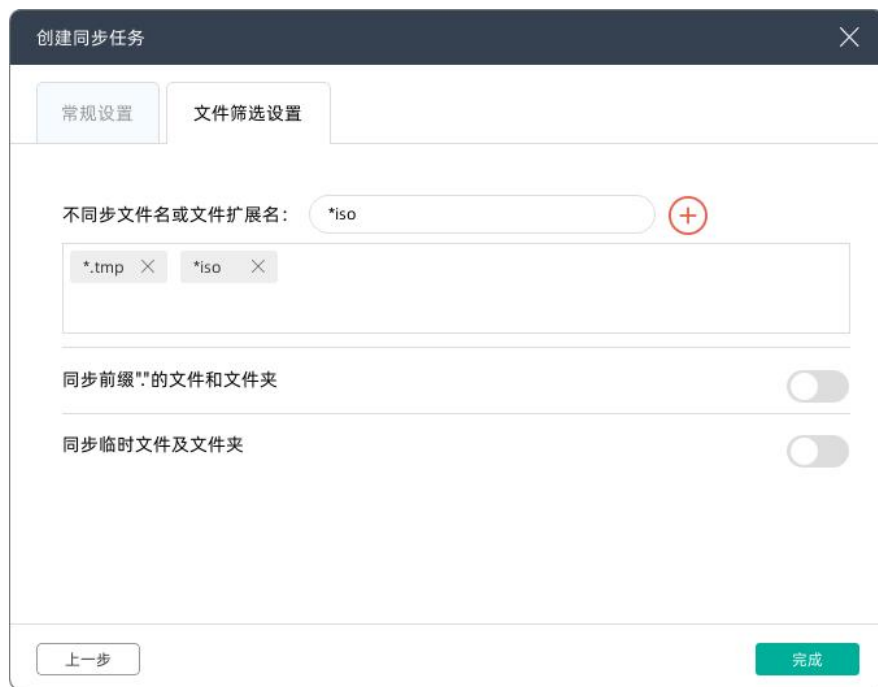 创建同步任务
常规设置 文件筛选设置
不同步文件名或文件扩展名： *iso
*.tmp *iso
同步前缀"."的文件和文件夹
同步临时文件及文件夹
上一步 完成